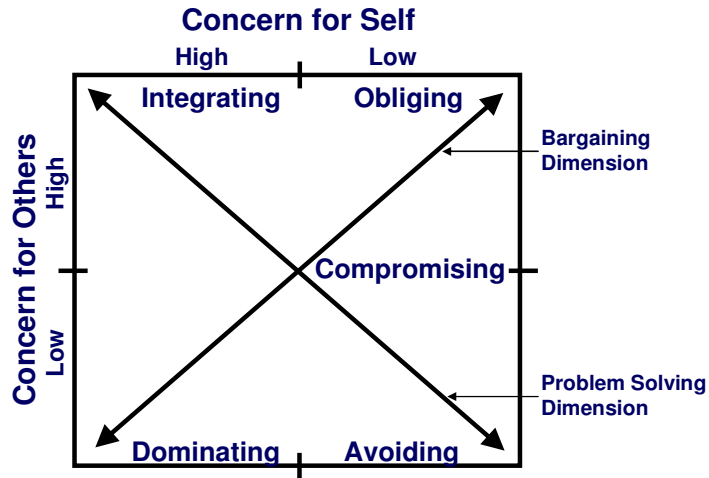 Concern for Self
High Low
Integrating Obliging
Bargaining
Dimension
Concern for Others
High
Compromising
Low
Problem Solving
Dimension
Dominating Avoiding